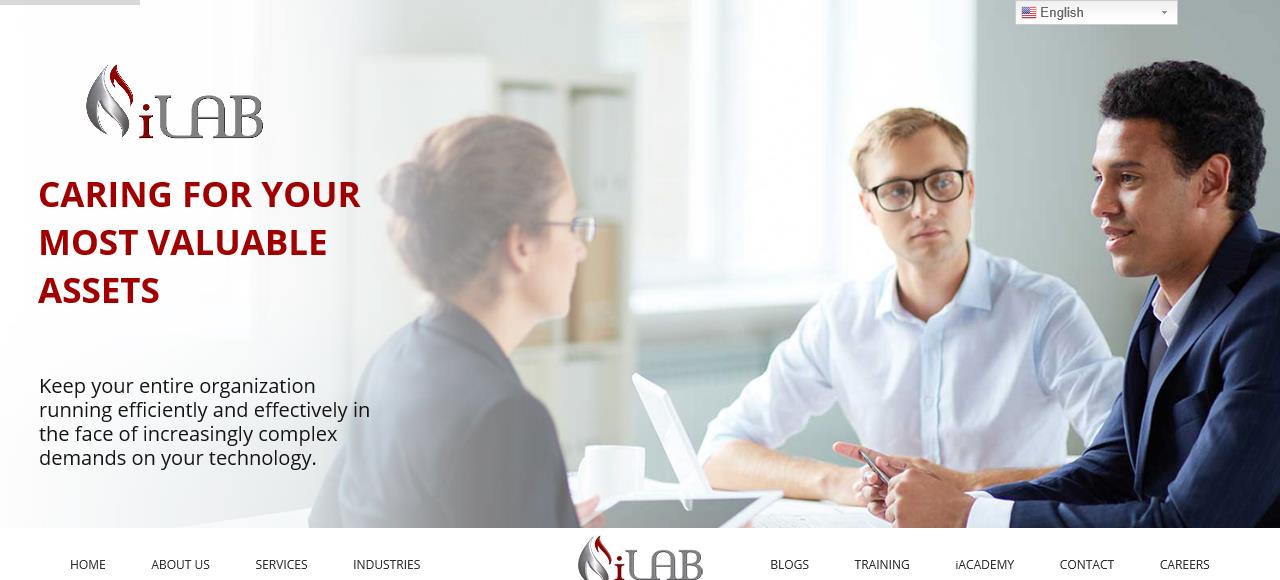 English
iLAB
CARING FOR YOUR
MOST VALUABLE
ASSETS
Keep your entire organization
running efficiently and effectively in
the face of increasingly complex
demands on your technology.
HOME ABOUT US SERVICES INDUSTRIES iLAB BLOGS TRAINING iACADEMY CONTACT CAREERS